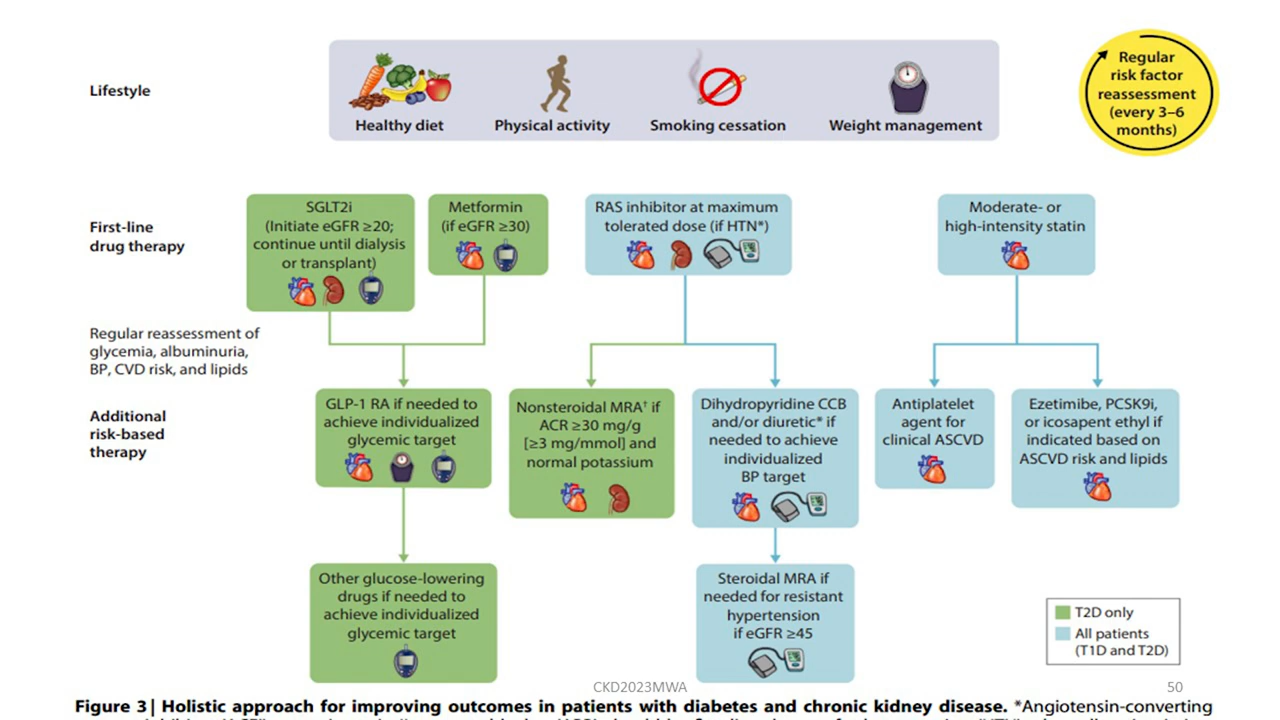 Lifestyle
Healthy diet
Physical activity
Smoking cessation
Weight management
Regular
risk factor
reassessment
(every 3–6
months)
First-line
drug therapy
SGLT2i
(Initiate eGFR ≥20;
continue until dialysis
or transplant)
Metformin
(if eGFR ≥30)
RAS inhibitor at maximum
tolerated dose (if HTN*)
Moderate- or
high-intensity statin
Regular reassessment of
glycemia, albuminuria,
BP, CVD risk, and lipids
Additional
risk-based
therapy
GLP-1 RA if needed to
achieve individualized
glycemic target
Nonsteroidal MRA† if
ACR ≥30 mg/g
[≥3 mg/mmol] and
normal potassium
Dihydropyridine CCB
and/or diuretic* if
needed to achieve
individualized
BP target
Antiplatelet
agent for
clinical ASCVD
Ezetimibe, PCSK9i,
or icosapent ethyl if
indicated based on
ASCVD risk and lipids
Other glucose-lowering
drugs if needed to
achieve individualized
glycemic target
Steroidal MRA if
needed for resistant
hypertension
if eGFR ≥45
T2D only
All patients
(T1D and T2D)
CKD2023MWA
50
Figure 3| Holistic approach for improving outcomes in patients with diabetes and chronic kidney disease. *Angiotensin-converting